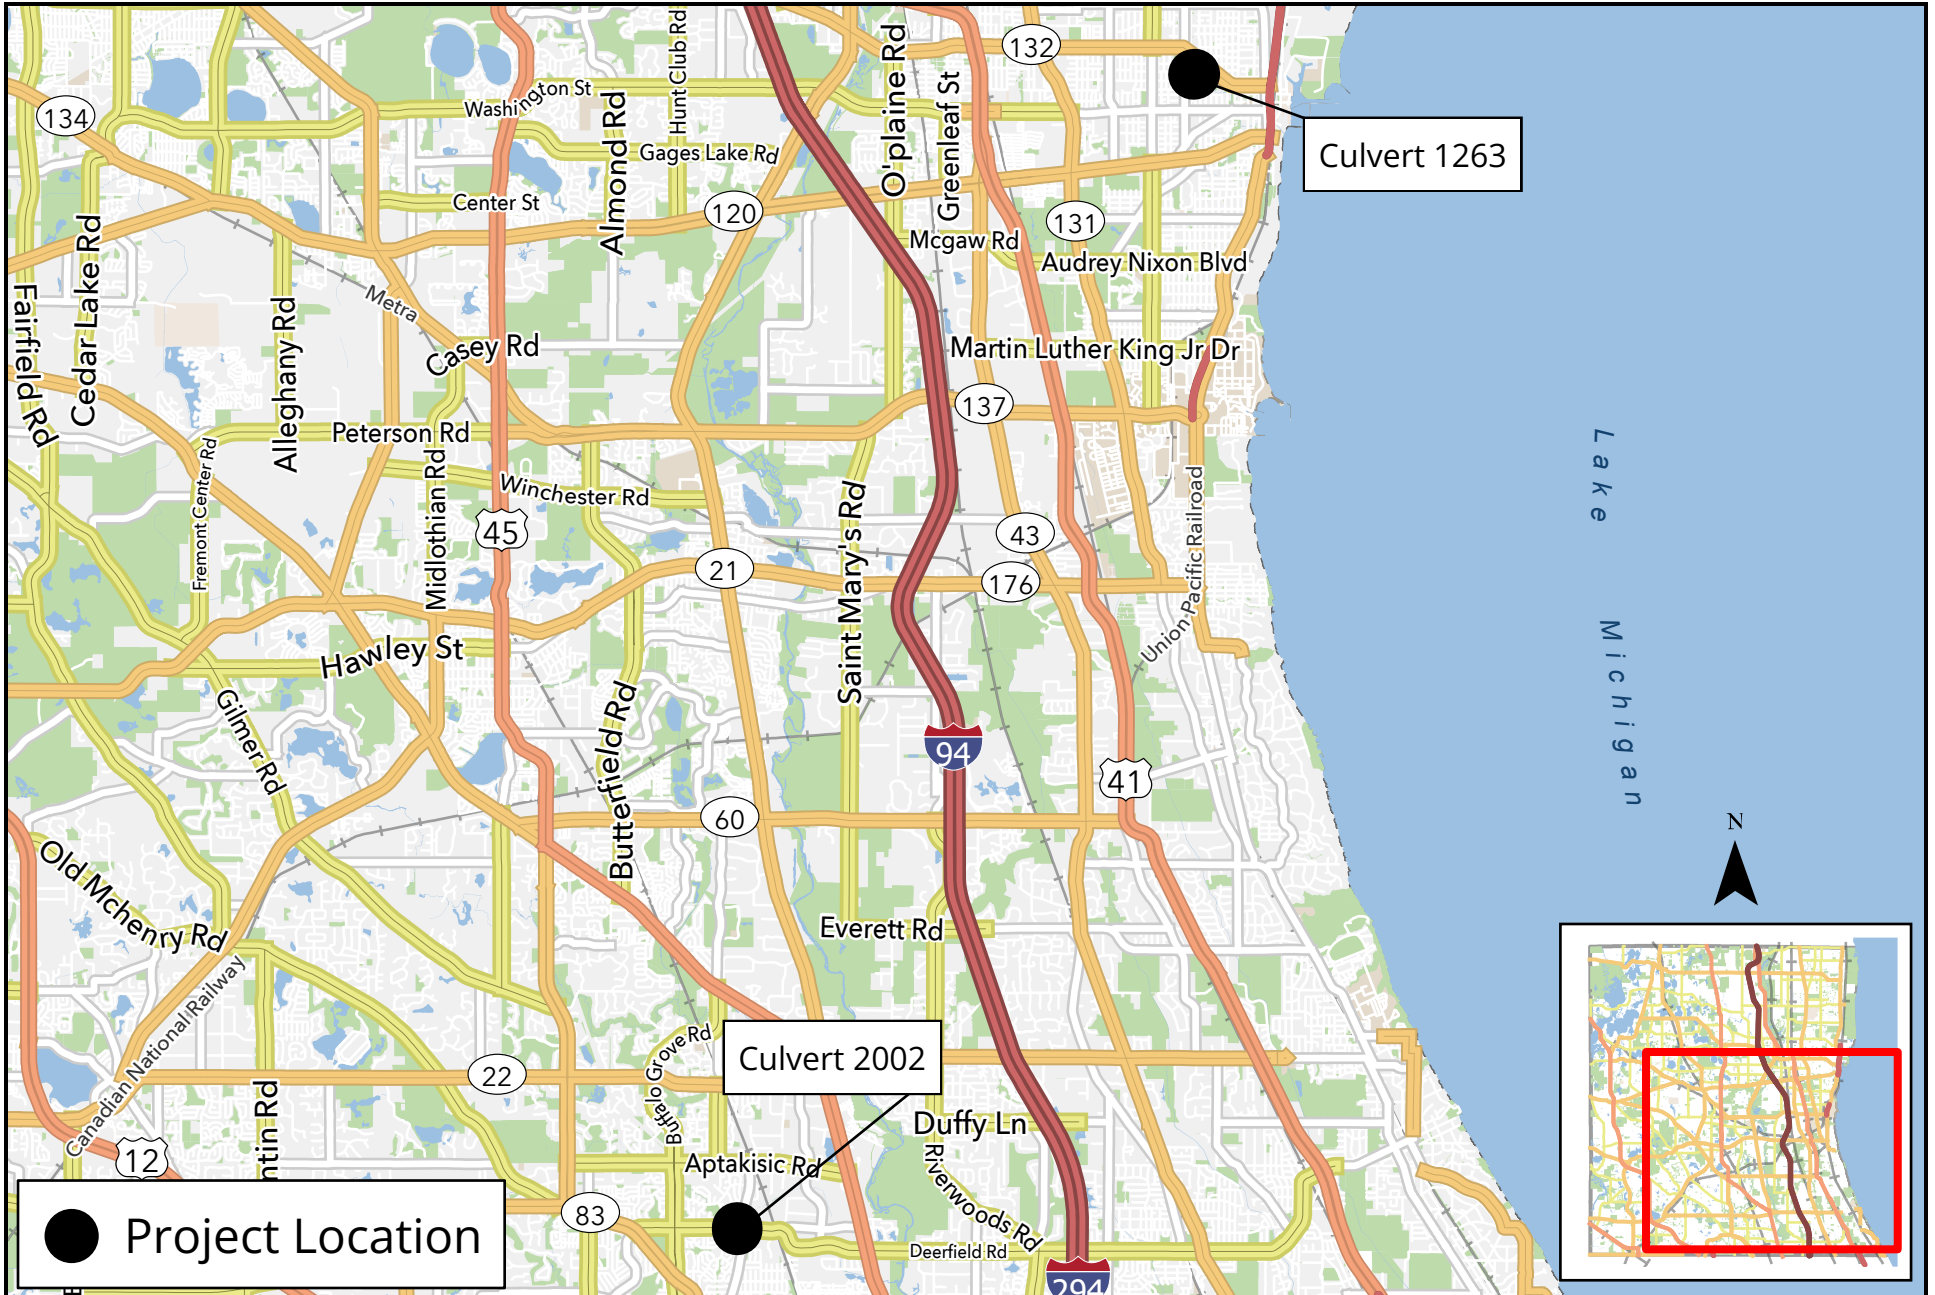 132
134
Washington St
Hunt Club Rd
O'plaine Rd
Greenleaf St
Almond Rd
Gages Lake Rd
Culvert 1263
Center St
120
131
Cedar Lake Rd
Mcgaw Rd
Audrey Nixon Blvd
Metra
Fairfield Rd
Alleghany Rd
Casey Rd
Martin Luther King Jr Dr
137
Peterson Rd
Fremont Center Rd
Midlothian Rd
Winchester Rd
Saint Mary's Rd
Union Pacific Railroad
Lake
Michigan
45
43
21
176
Hawley St
Gilmer Rd
Butterfield Rd
94
41
60
N
Old Mchenry Rd
Everett Rd
Canadian National Railway
Buffalo Grove Rd
Culvert 2002
22
Duffy Ln
ntin Rd
12
Aptakisic Rd
Riverwoods Rd
83
Project Location
Deerfield Rd
294